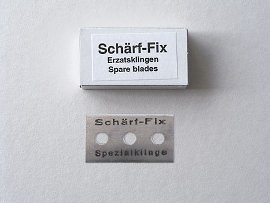 Schärf-Fix
Erzatsklingen
Spare blades
Schärf-Fix
Spezialklinge